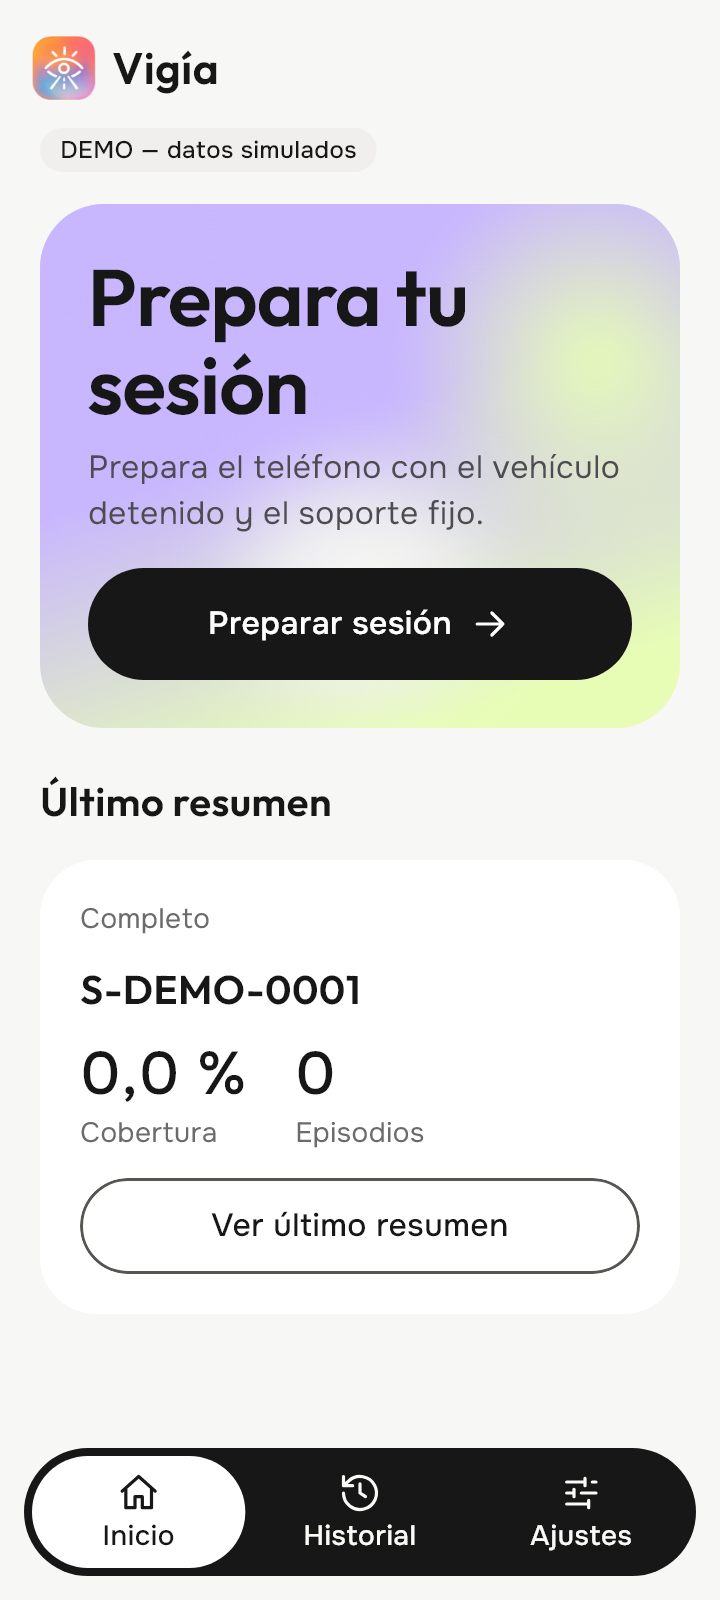 Vigía
DEMO – datos simulados
Prepara tu
sesión
Prepara el teléfono con el vehículo
detenido y el soporte fijo.
Preparar sesión →
Último resumen
Completo
S-DEMO-0001
0,0 % 0
Cobertura Episodios
Ver último resumen
Inicio Historial Ajustes